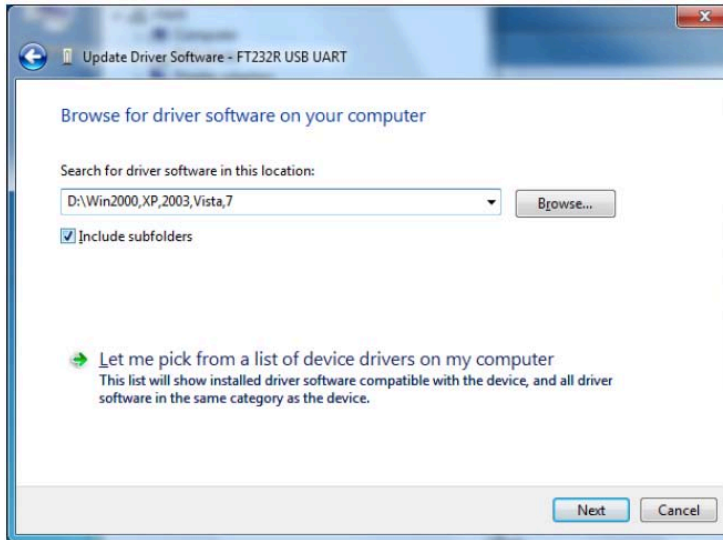 Update Driver Software - FT232R USB UART
Browse for driver software on your computer
Search for driver software in this location:
D:\Win2000,XP,2003,Vista,7
Browse...
Include subfolders
Let me pick from a list of device drivers on my computer
This list will show installed driver software compatible with the device, and all driver
software in the same category as the device.
Next
Cancel